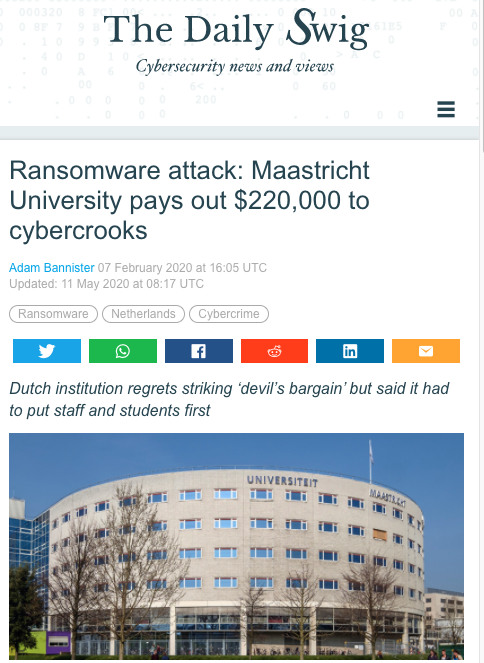 The Daily Swig
Cybersecurity news and views
Ransomware attack: Maastricht
University pays out $220,000 to
cybercrooks
Adam Bannister 07 February 2020 at 16:05 UTC
Updated: 11 May 2020 at 08:17 UTC
Ransomware Netherlands Cybercrime
Dutch institution regrets striking ‘devil’s bargain’ but said it had
to put staff and students first
UNIVERSITEIT MAASTRICHT